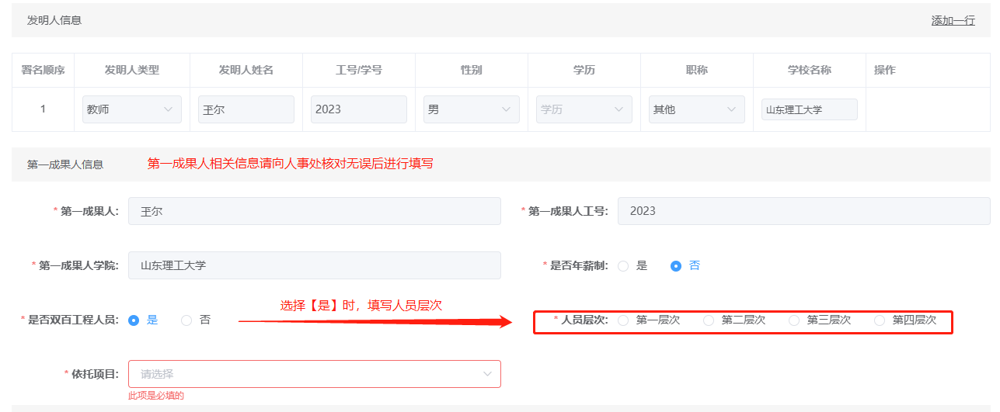 发明人信息 添加一行
署名顺序 发明人类型 发明人姓名 工号/学号 性别 学历 职称 学校名称 操作
1 教师 玊尔 2023 男 学历 其他 山东理工大学
第一成果人信息 第一成果人相关信息请向人事处核对无误后进行填写
* 第一成果人: 玊尔 * 第一成果人工号: 2023
* 第一成果人学院: 山东理工大学 * 是否年薪制: 是 否
选择【是】时，填写人员层次
* 是否双百工程人员: 是 否 * 人员层次: 第一层次 第二层次 第三层次 第四层次
* 依托项目: 请选择
此项是必填的